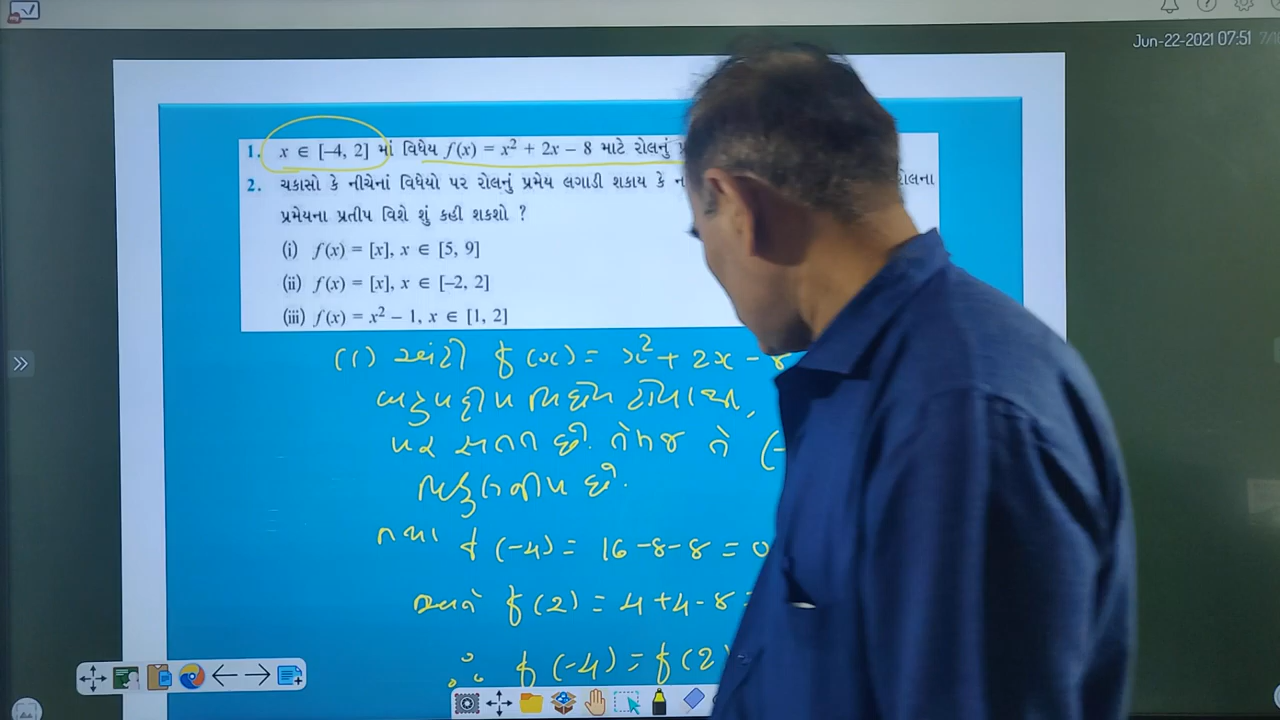 Jun-22-2021 07:51
1. x ∈ [–4, 2] માં વિધેય f(x) = x² + 2x – 8 માટે રોલનું
2. ચકાસો કે નીચેનાં વિધેયો પર રોલનું પ્રમેય લગાડી શકાય કે
પ્રમેયના પ્રતીપ વિશે શું કહી શકશો ?
(i) f(x) = [x], x ∈ [5, 9]
(ii) f(x) = [x], x ∈ [–2, 2]
(iii) f(x) = x² – 1, x ∈ [1, 2]
(1) અહીં f(x) = x² + 2x – 8
બહુપદીય વિધેય હોવાથી,
પર સતત છે. તેમજ તે (-
વિકલનીય છે.
તથા f(-4) = 16-8-8 = 0
અને f(2) = 4+4-8 =
∴ f(-4) = f(2)